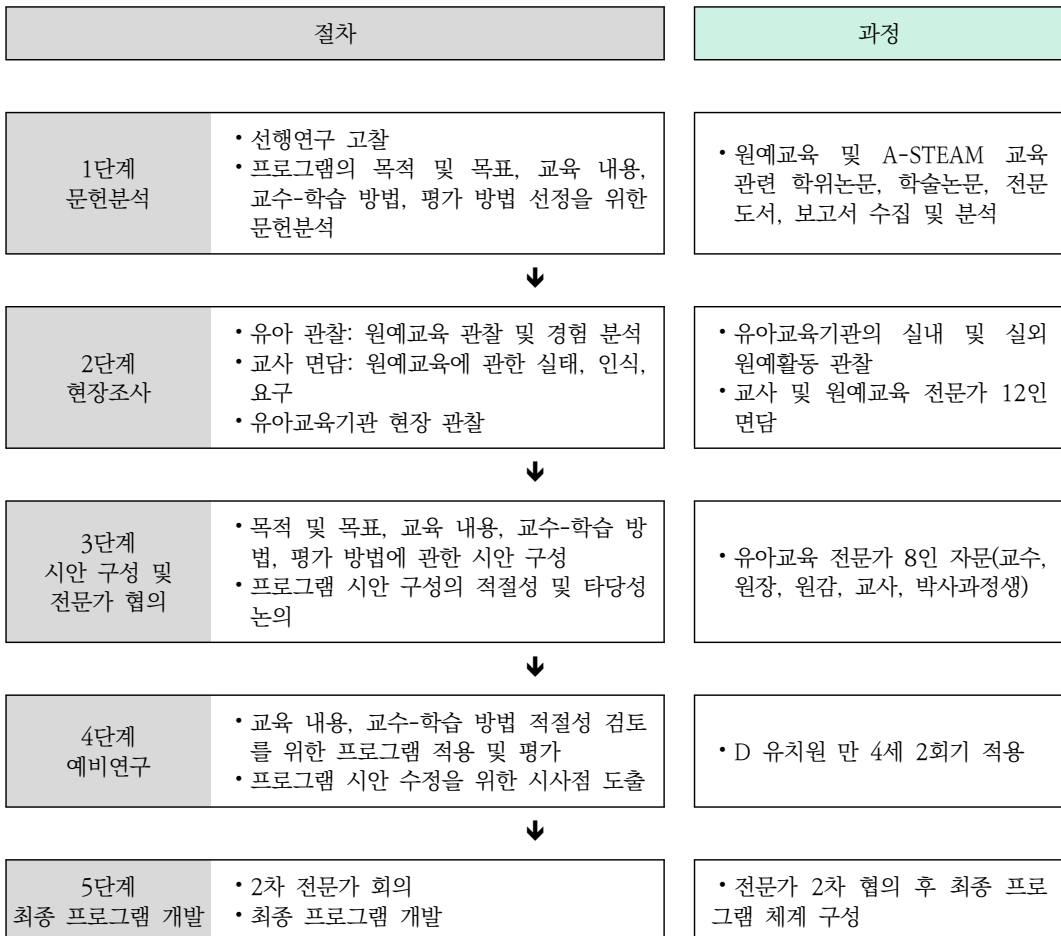 절차
과정
1단계
문헌분석
• 선행연구 고찰
• 프로그램의 목적 및 목표, 교육 내용,
교수-학습 방법, 평가 방법 선정을 위한
문헌분석
• 원예교육 및 A-STEAM 교육
관련 학위논문, 학술논문, 전문
도서, 보고서 수집 및 분석
2단계
현장조사
• 유아 관찰: 원예교육 관찰 및 경험 분석
• 교사 면담: 원예교육에 관한 실태, 인식,
요구
• 유아교육기관 현장 관찰
• 유아교육기관의 실내 및 실외
원예활동 관찰
• 교사 및 원예교육 전문가 12인
면담
3단계
시안 구성 및
전문가 협의
• 목적 및 목표, 교육 내용, 교수-학습 방
법, 평가 방법에 관한 시안 구성
• 프로그램 시안 구성의 적절성 및 타당성
논의
• 유아교육 전문가 8인 자문(교수,
원장, 원감, 교사, 박사과정생)
4단계
예비연구
• 교육 내용, 교수-학습 방법 적절성 검토
를 위한 프로그램 적용 및 평가
• 프로그램 시안 수정을 위한 시사점 도출
• D 유치원 만 4세 2회기 적용
5단계
최종 프로그램 개발
• 2차 전문가 회의
• 최종 프로그램 개발
• 전문가 2차 협의 후 최종 프로
그램 체계 구성